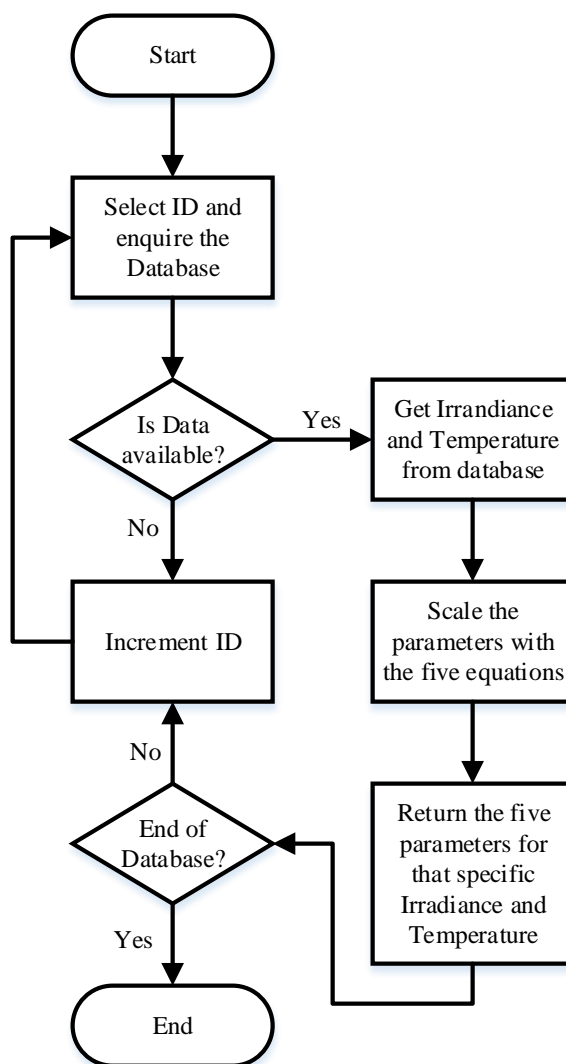 Start
Select ID and
enquire the
Database
Is Data
available?
Yes
Get Irrandiance
and Temperature
from database
No
Increment ID
Scale the
parameters with
the five equations
No
End of
Database?
Return the five
parameters for
that specific
Irradiance and
Temperature
Yes
End